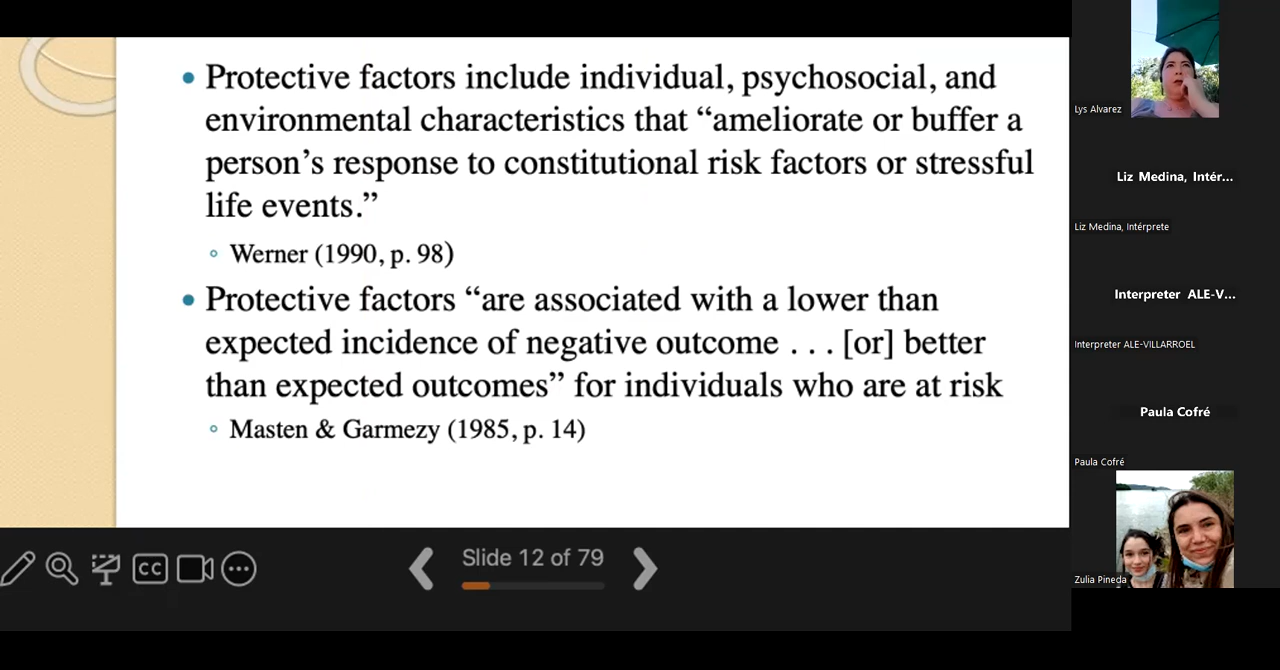 Protective factors include individual, psychosocial, and
environmental characteristics that “ameliorate or buffer a
person’s response to constitutional risk factors or stressful
life events.”
Werner (1990, p. 98)
Protective factors “are associated with a lower than
expected incidence of negative outcome . . . [or] better
than expected outcomes” for individuals who are at risk
Masten & Garmezy (1985, p. 14)
CC
Slide 12 of 79
Lys Alvarez
Liz Medina, Intér...
Liz Medina, Intérprete
Interpreter ALE-V...
Interpreter ALE-VILLARROEL
Paula Cofré
Paula Cofré
Zulia Pineda